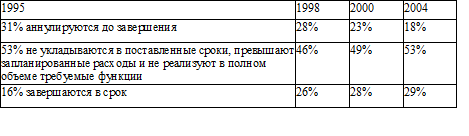 1995 1998 2000 2004
31% аннулируются до завершения 28% 23% 18%
53% не укладываются в поставленные сроки, превышают 46% 49% 53%
запланированные расходы и не реализуют в полном
объеме требуемые функции
16% завершаются в срок 26% 28% 29%